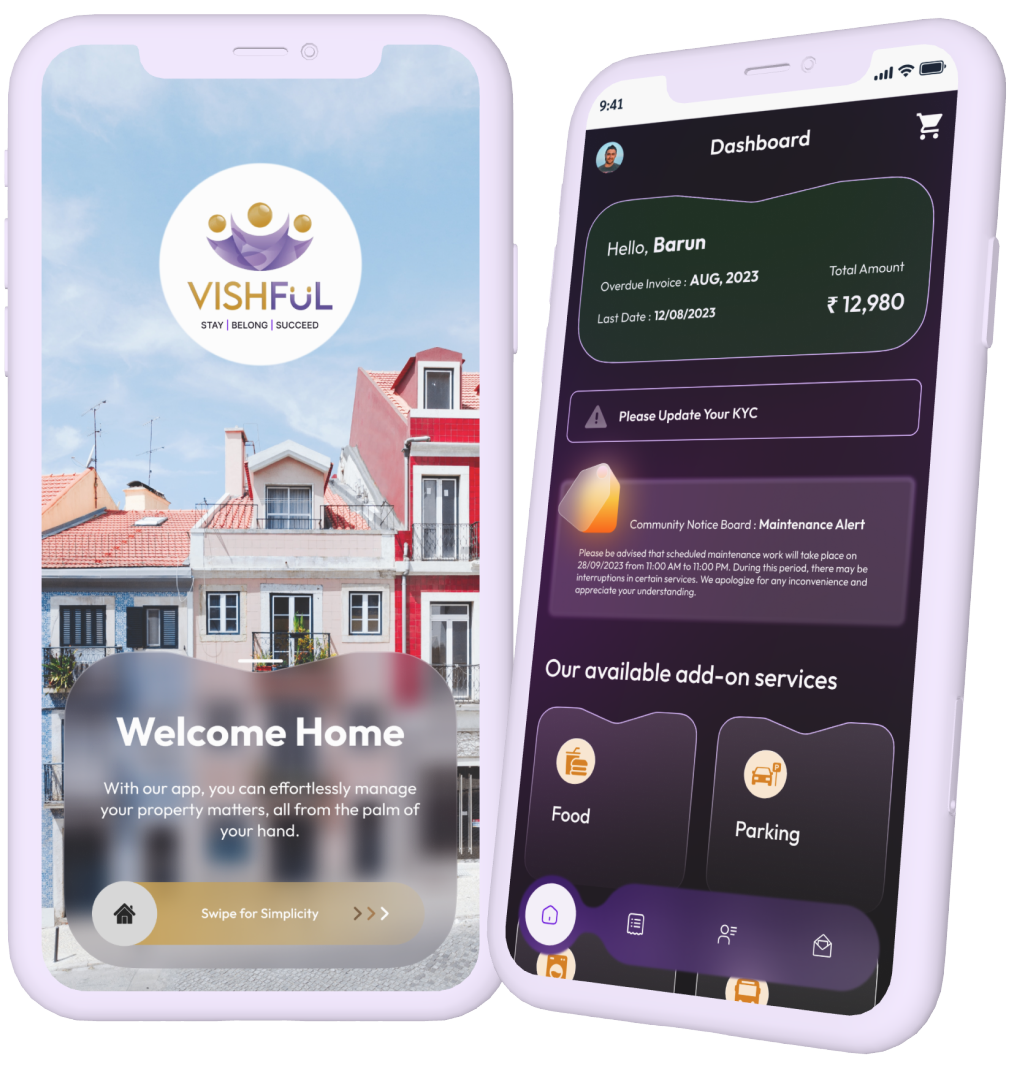 VISHFÜL
STAY | BELONG | SUCCEED
Welcome Home
With our app, you can effortlessly manage
your property matters, all from the palm of
your hand.
Swipe for Simplicity
9:41
Dashboard
Hello, Barun
Overdue Invoice : AUG, 2023
Last Date : 12/08/2023
Total Amount
₹ 12,980
Please Update Your KYC
Community Notice Board : Maintenance Alert
Please be advised that scheduled maintenance work will take place on
28/09/2023 from 11:00 AM to 11:00 PM. During this period, there may be
interruptions in certain services. We apologize for any inconvenience and
appreciate your understanding.
Our available add-on services
Food
P
Parking